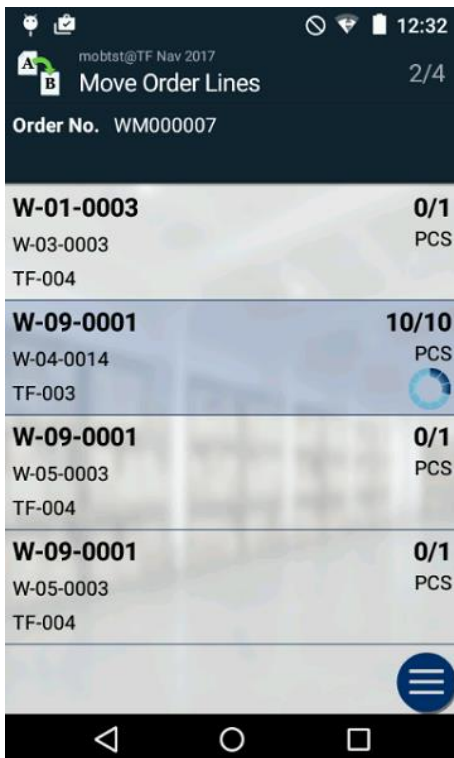 12:32
mobtst@TF Nav 2017
A
B
Move Order Lines
2/4
Order No. WM000007
W-01-0003 0/1
W-03-0003 PCS
TF-004
W-09-0001 10/10
W-04-0014 PCS
TF-003
W-09-0001 0/1
W-05-0003 PCS
TF-004
W-09-0001 0/1
W-05-0003 PCS
TF-004